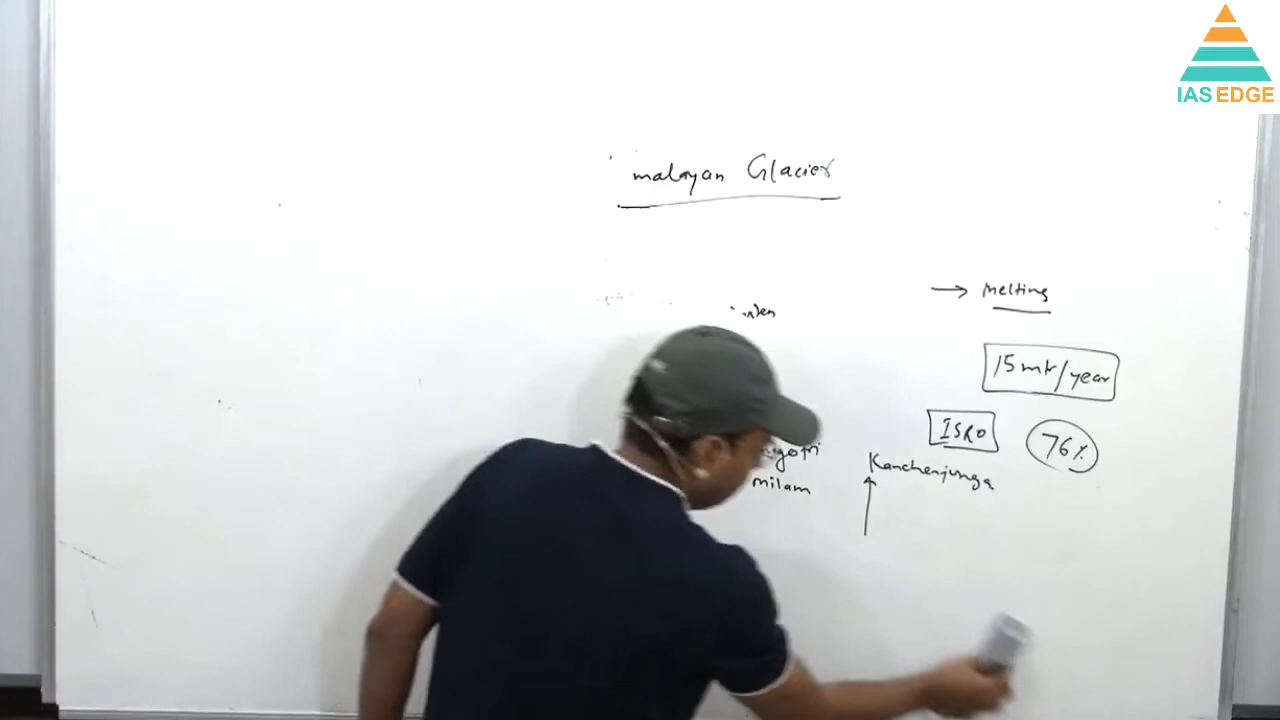 IAS EDGE
malayan Glacier
→ Melting
15 mtr/year
ISRO
76%
Kanchenjunga
milam